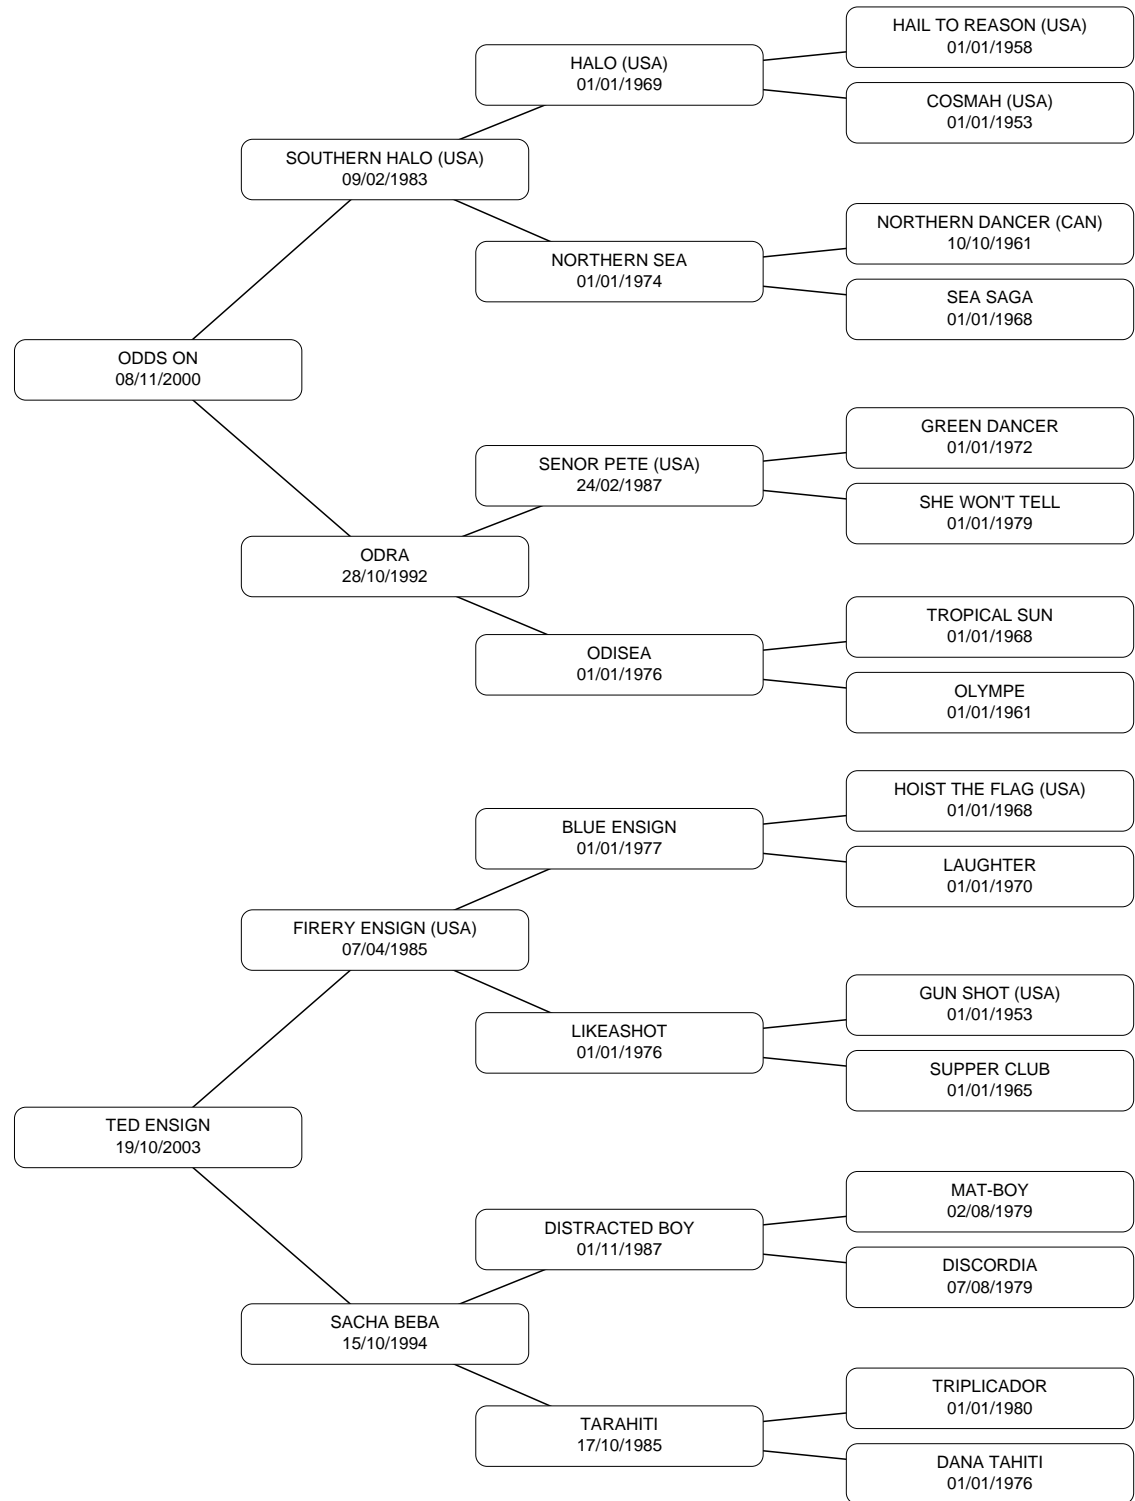 HAIL TO REASON (USA)
01/01/1958
HALO (USA)
01/01/1969
COSMAH (USA)
01/01/1953
SOUTHERN HALO (USA)
09/02/1983
NORTHERN DANCER (CAN)
10/10/1961
NORTHERN SEA
01/01/1974
SEA SAGA
01/01/1968
ODDS ON
08/11/2000
GREEN DANCER
01/01/1972
SENOR PETE (USA)
24/02/1987
SHE WON'T TELL
01/01/1979
ODRA
28/10/1992
TROPICAL SUN
01/01/1968
ODISEA
01/01/1976
OLYMPE
01/01/1961
HOIST THE FLAG (USA)
01/01/1968
BLUE ENSIGN
01/01/1977
LAUGHTER
01/01/1970
FIRERY ENSIGN (USA)
07/04/1985
GUN SHOT (USA)
01/01/1953
LIKEASHOT
01/01/1976
SUPPER CLUB
01/01/1965
TED ENSIGN
19/10/2003
MAT-BOY
02/08/1979
DISTRACTED BOY
01/11/1987
DISCORDIA
07/08/1979
SACHA BEBA
15/10/1994
TRIPLICADOR
01/01/1980
TARAHITI
17/10/1985
DANA TAHITI
01/01/1976